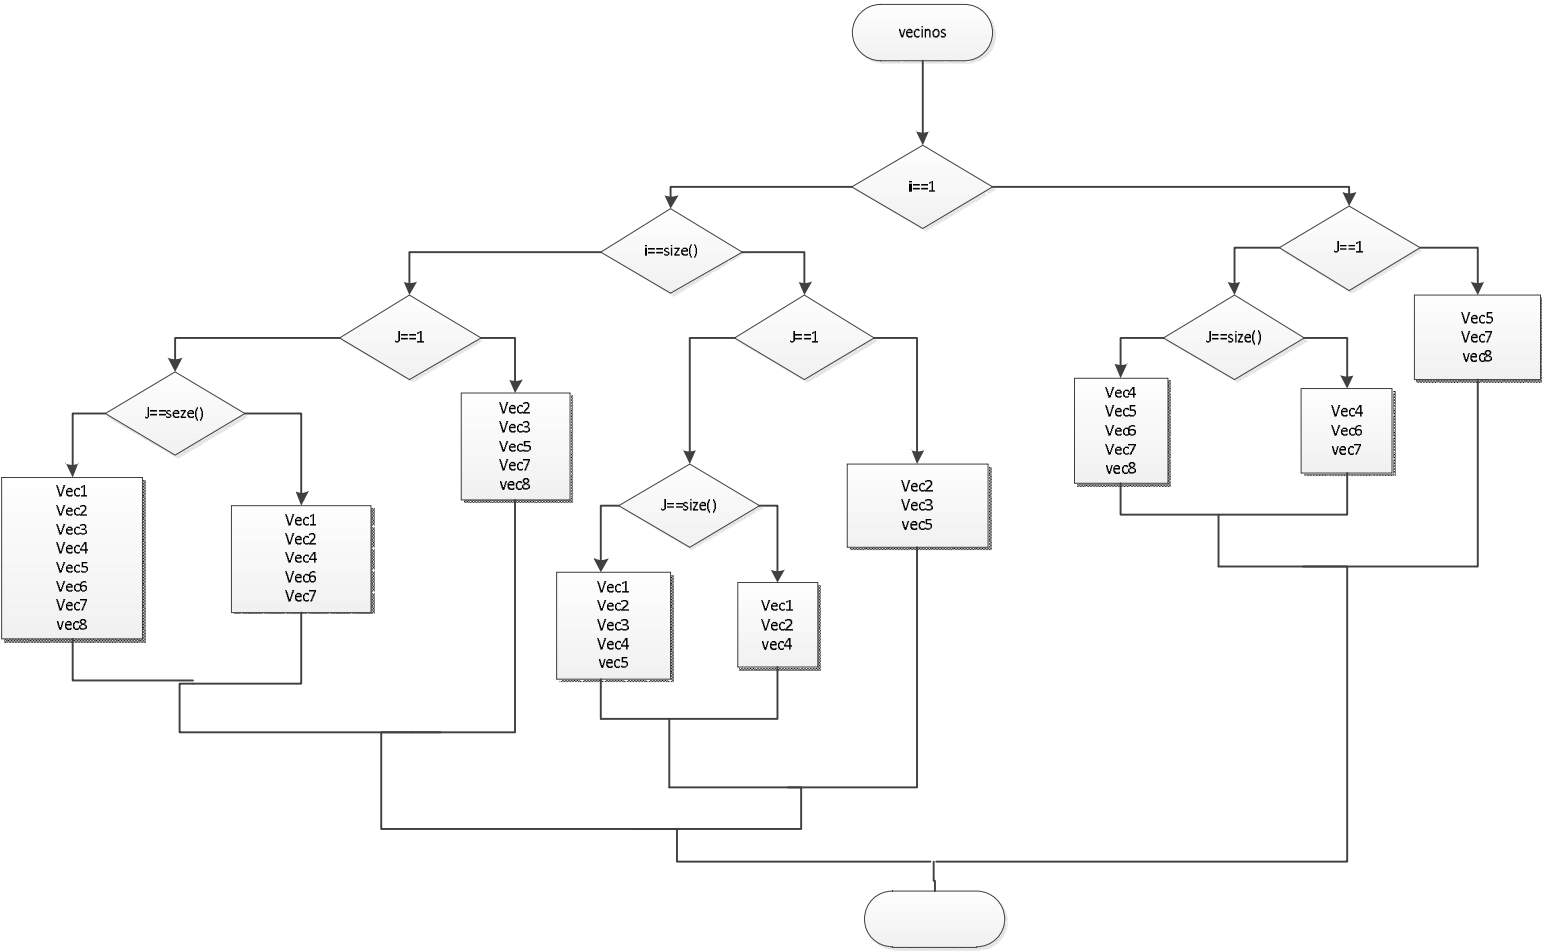 vecinos
i==1
i==size()
J==1
J==1
J==1
J==seze()
J==size()
J==size()
Vec1
Vec2
Vec3
Vec4
Vec5
Vec6
Vec7
vec8
Vec1
Vec2
Vec4
Vec6
Vec7
Vec2
Vec3
Vec5
Vec7
vec8
Vec1
Vec2
Vec3
Vec4
vec5
Vec1
Vec2
vec4
Vec2
Vec3
vec5
Vec4
Vec5
Vec6
Vec7
vec8
Vec4
Vec6
vec7
Vec5
Vec7
vec8